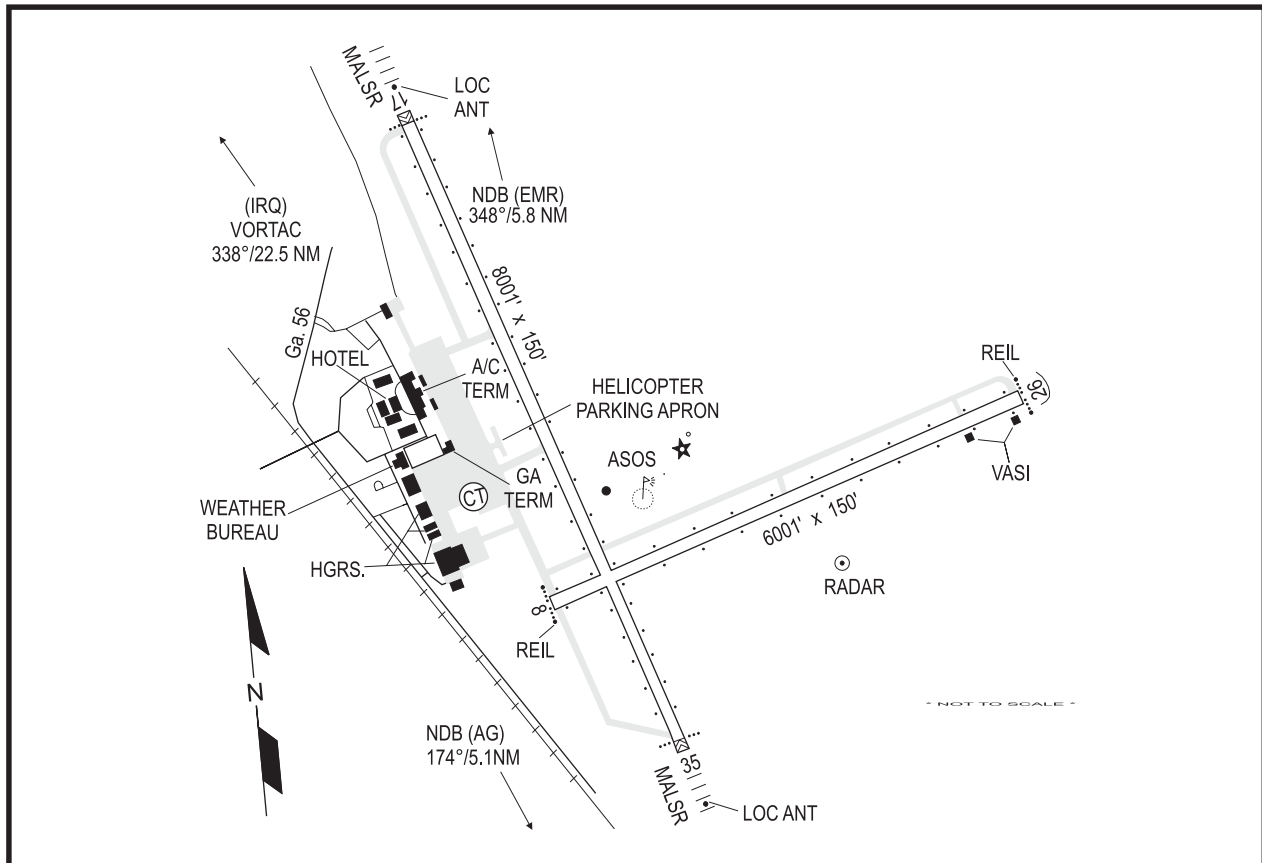 MALSR
17
LOC
ANT
NDB (EMR)
348°/5.8 NM
(IRQ)
VORTAC
338°/22.5 NM
8001' x 150'
Ga. 56
HOTEL
A/C
TERM
HELICOPTER
PARKING APRON
REIL
26
ASOS
VASI
GA
TERM
CT
P
WEATHER
BUREAU
6001' x 150'
HGRS.
RADAR
8
REIL
N
* NOT TO SCALE *
NDB (AG)
174°/5.1NM
35
MALSR
LOC ANT